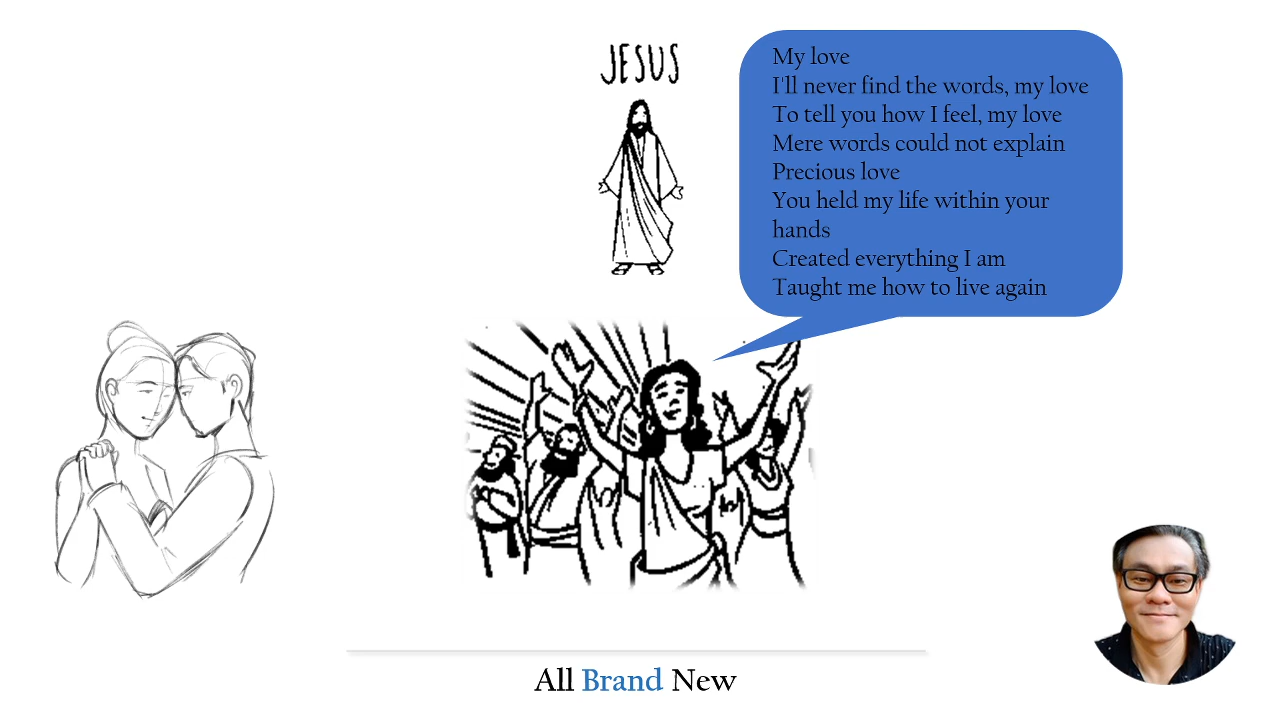 JESUS
My love
I'll never find the words, my love
To tell you how I feel, my love
Mere words could not explain
Precious love
You held my life within your
hands
Created everything I am
Taught me how to live again
All Brand New